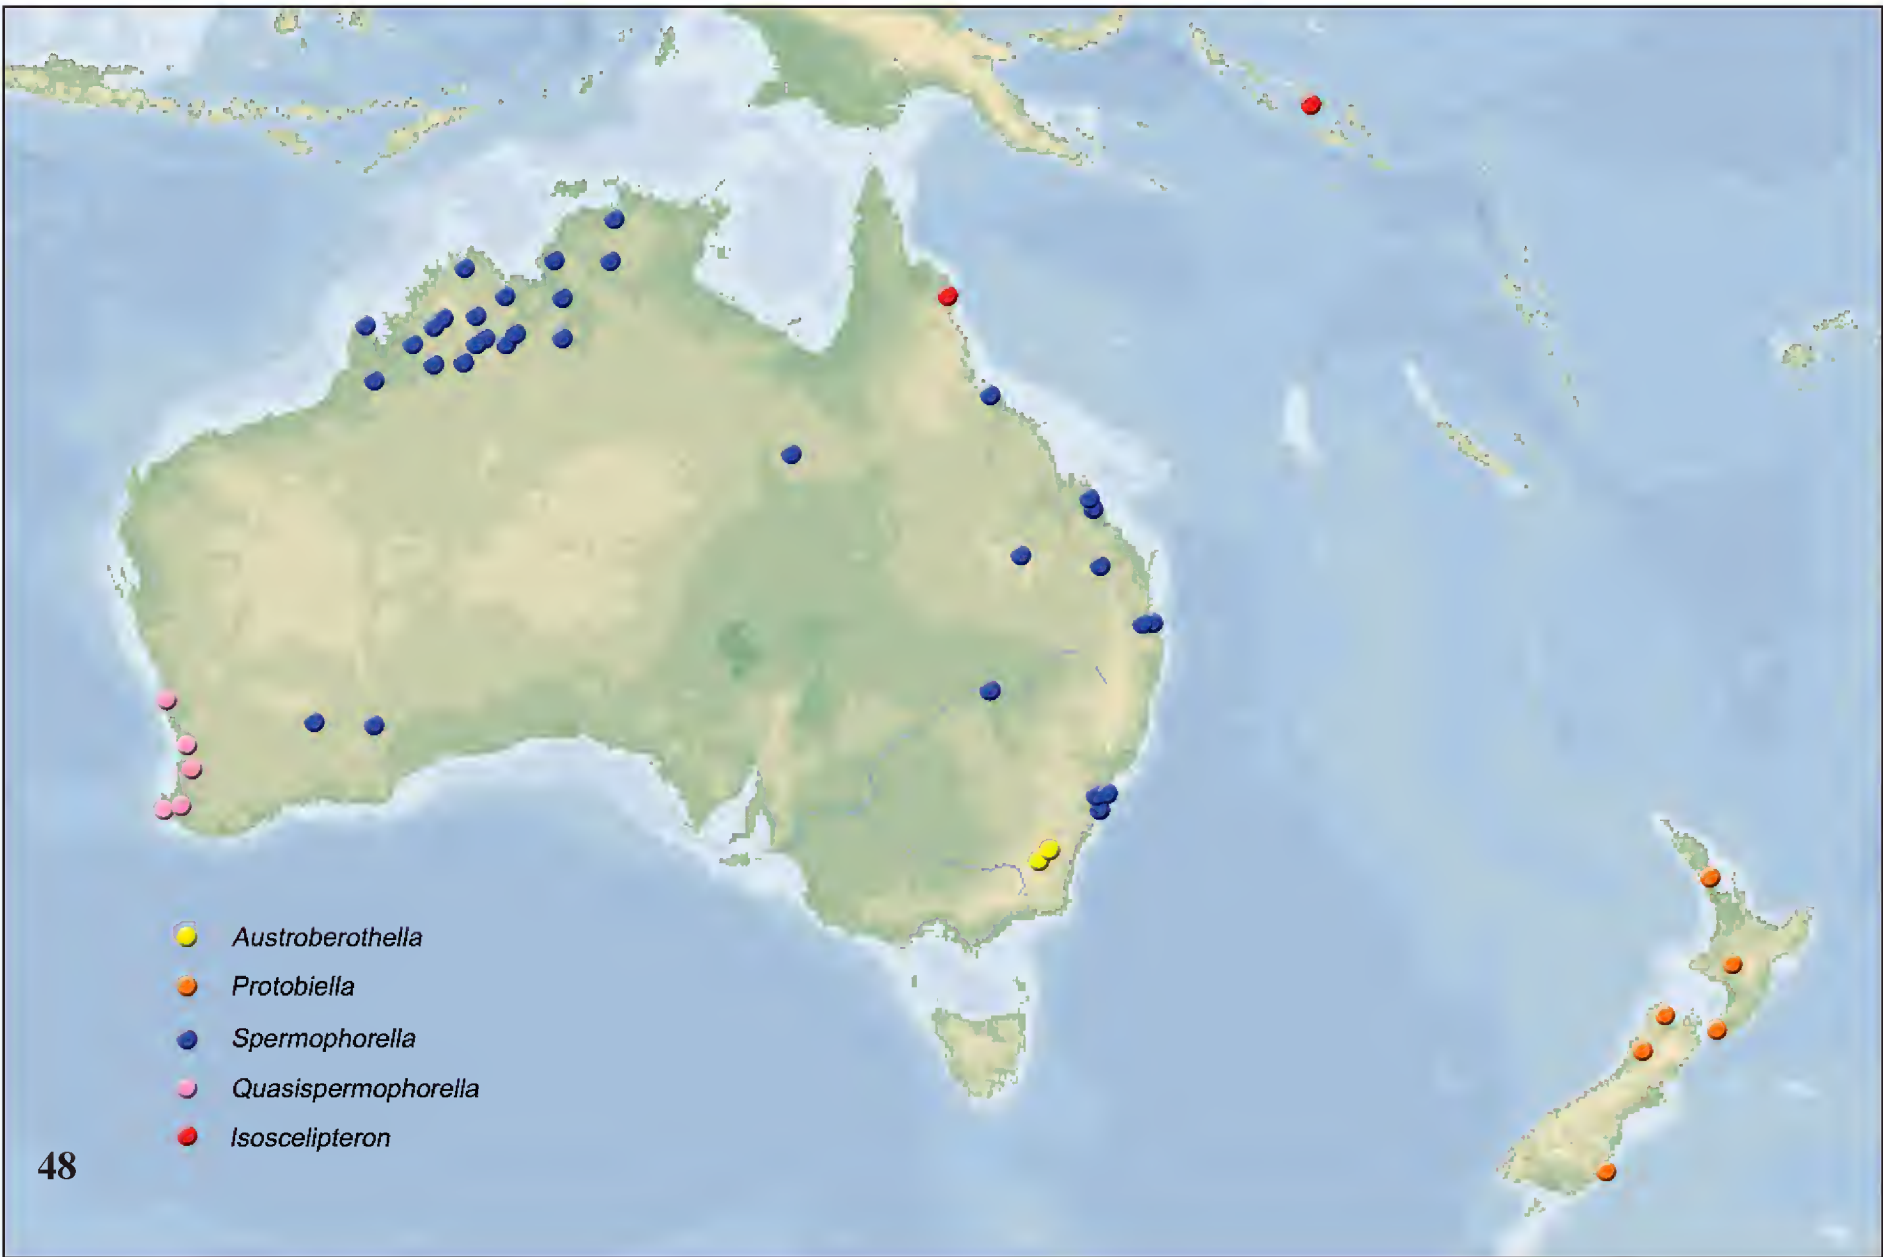 Austroberothella
Protobiella
Spermophorella
Quasispermophorella
Isoscelipteron
48